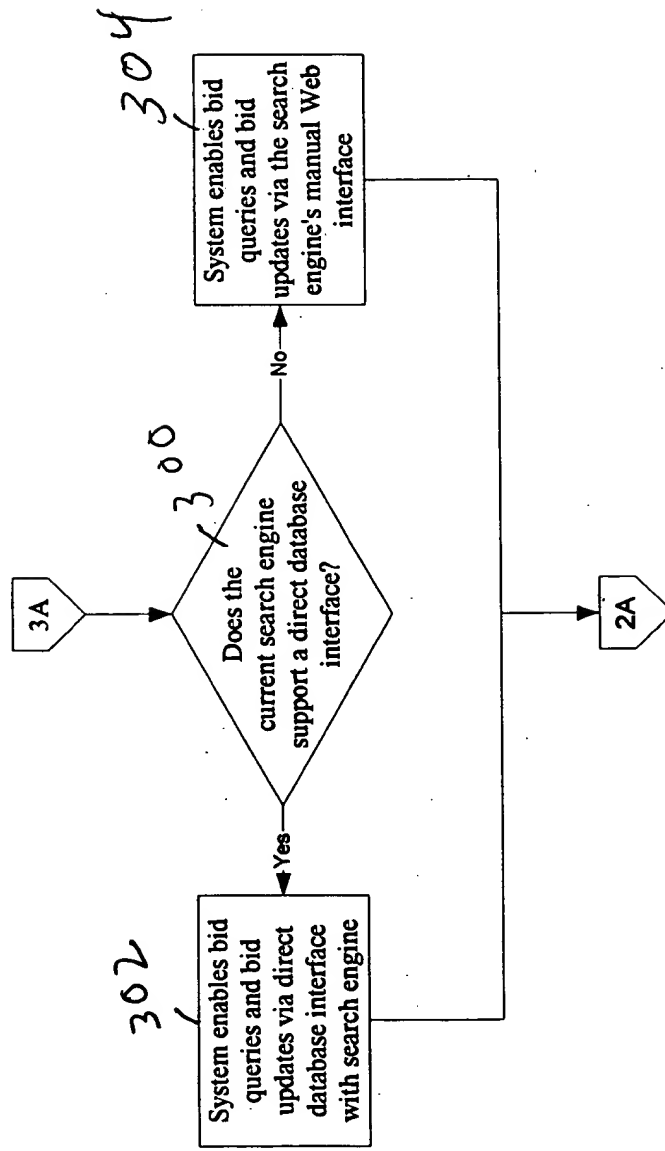 3A
300
Does the
current search engine
support a direct database
interface?
Yes
No
302
System enables bid
queries and bid
updates via direct
database interface
with search engine
304
System enables bid
queries and bid
updates via the search
engine's manual Web
interface
2A